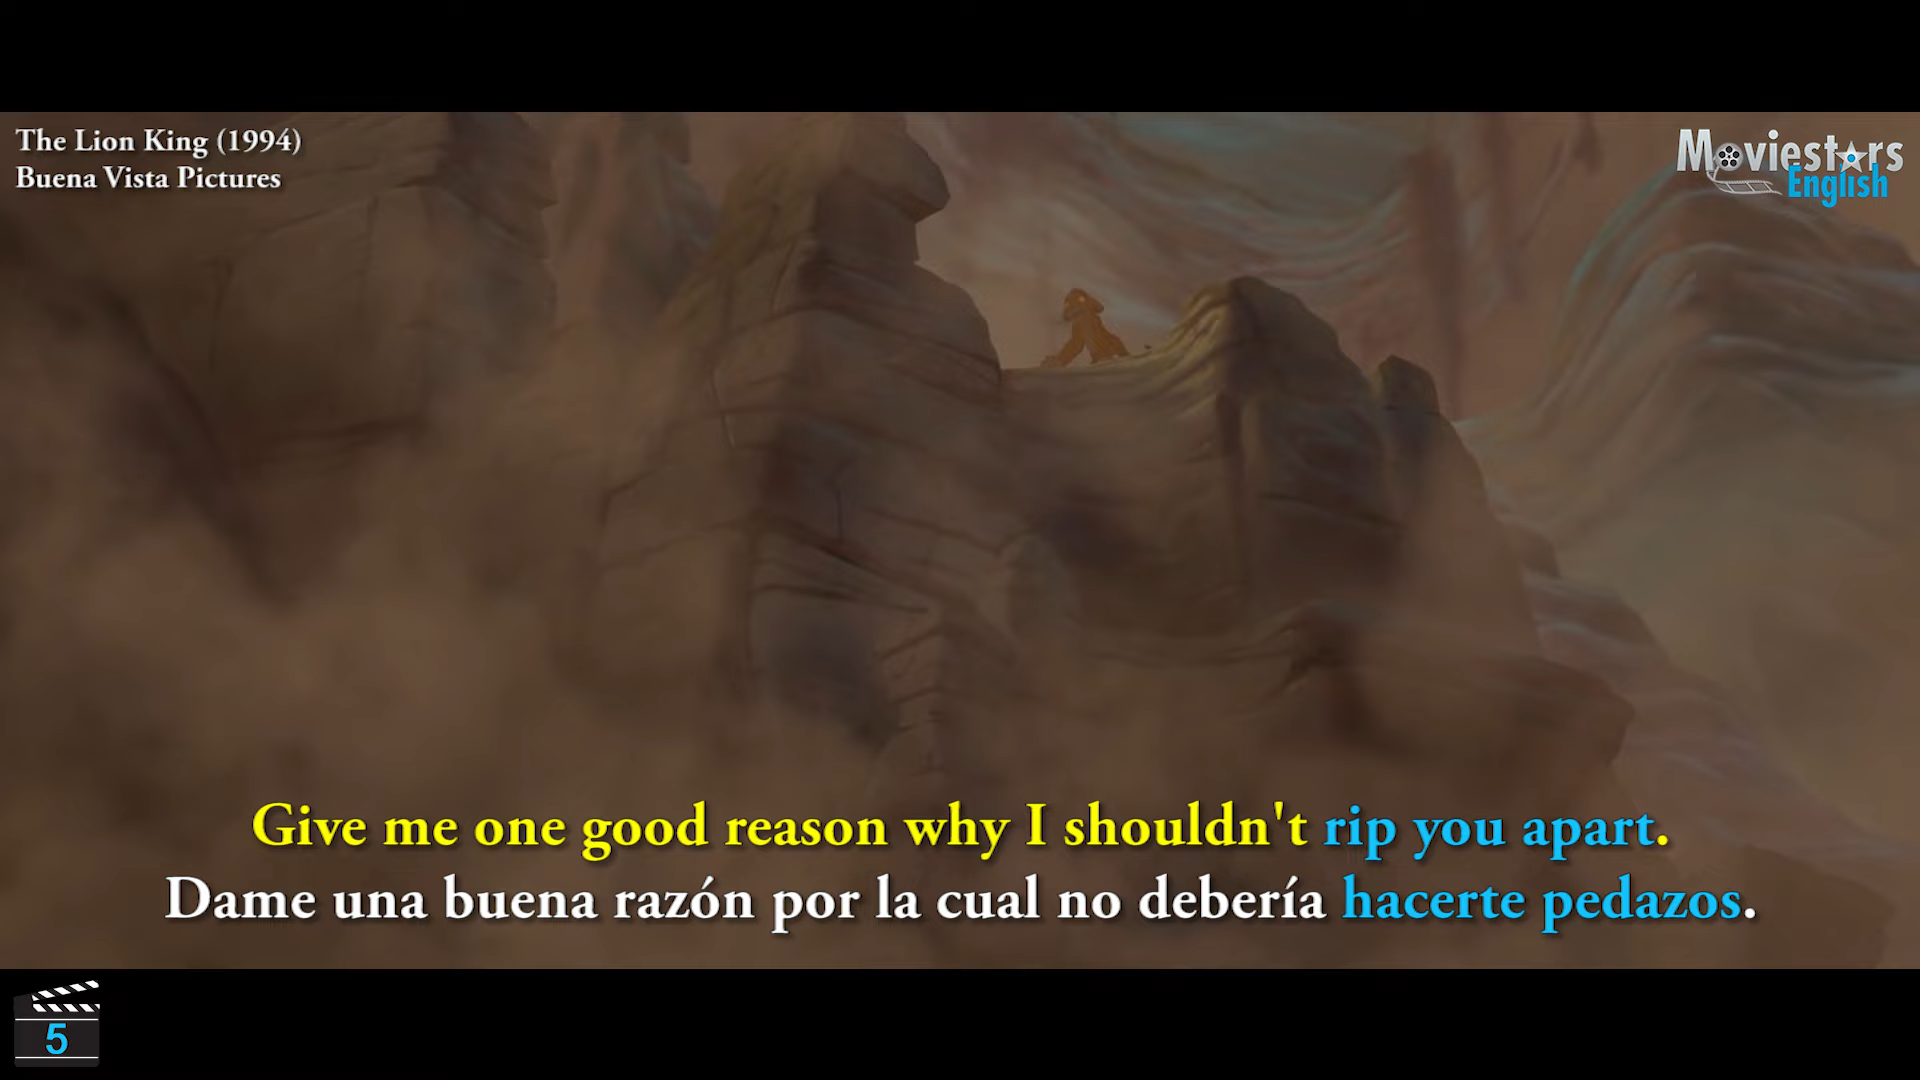 The Lion King (1994)
Buena Vista Pictures
Moviestars
English
Give me one good reason why I shouldn't rip you apart.
Dame una buena razón por la cual no debería hacerte pedazos.
5